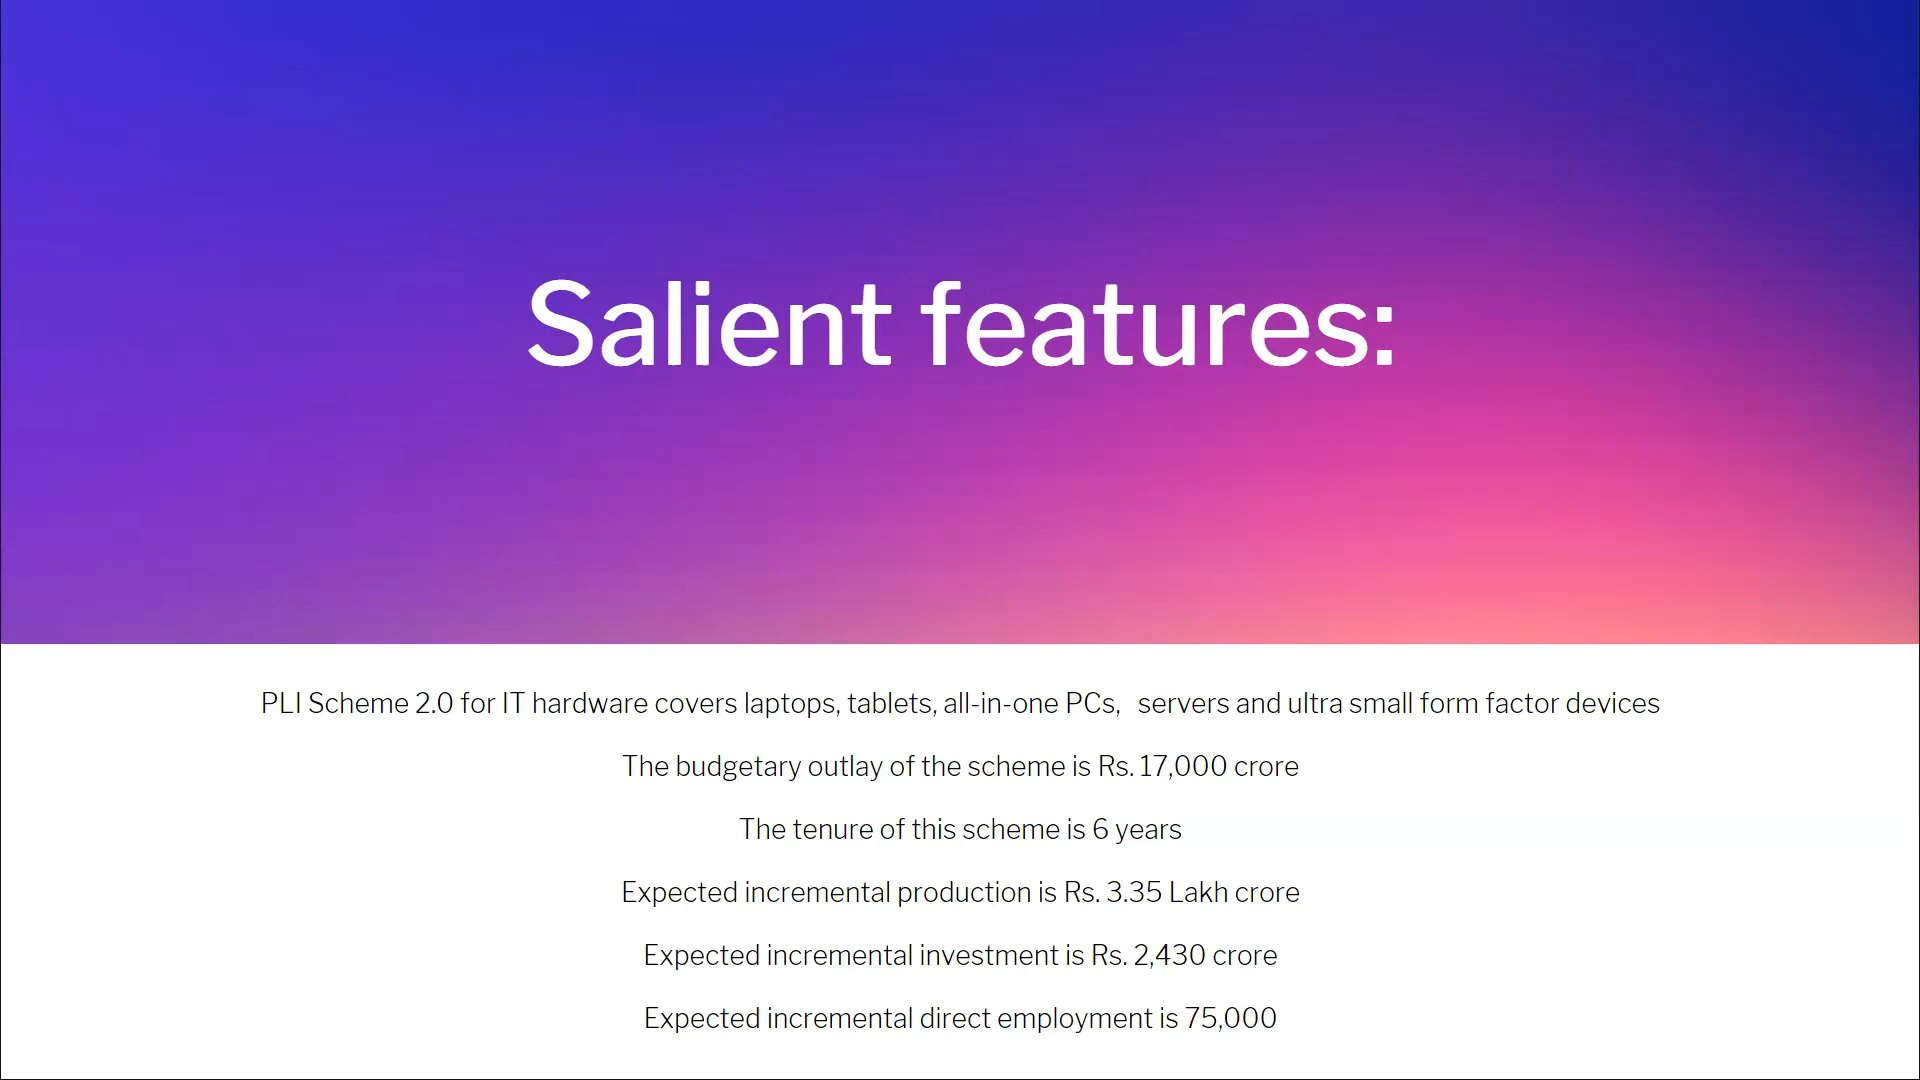 Salient features:
PLI Scheme 2.0 for IT hardware covers laptops, tablets, all-in-one PCs, servers and ultra small form factor devices
The budgetary outlay of the scheme is Rs. 17,000 crore
The tenure of this scheme is 6 years
Expected incremental production is Rs. 3.35 Lakh crore
Expected incremental investment is Rs. 2,430 crore
Expected incremental direct employment is 75,000